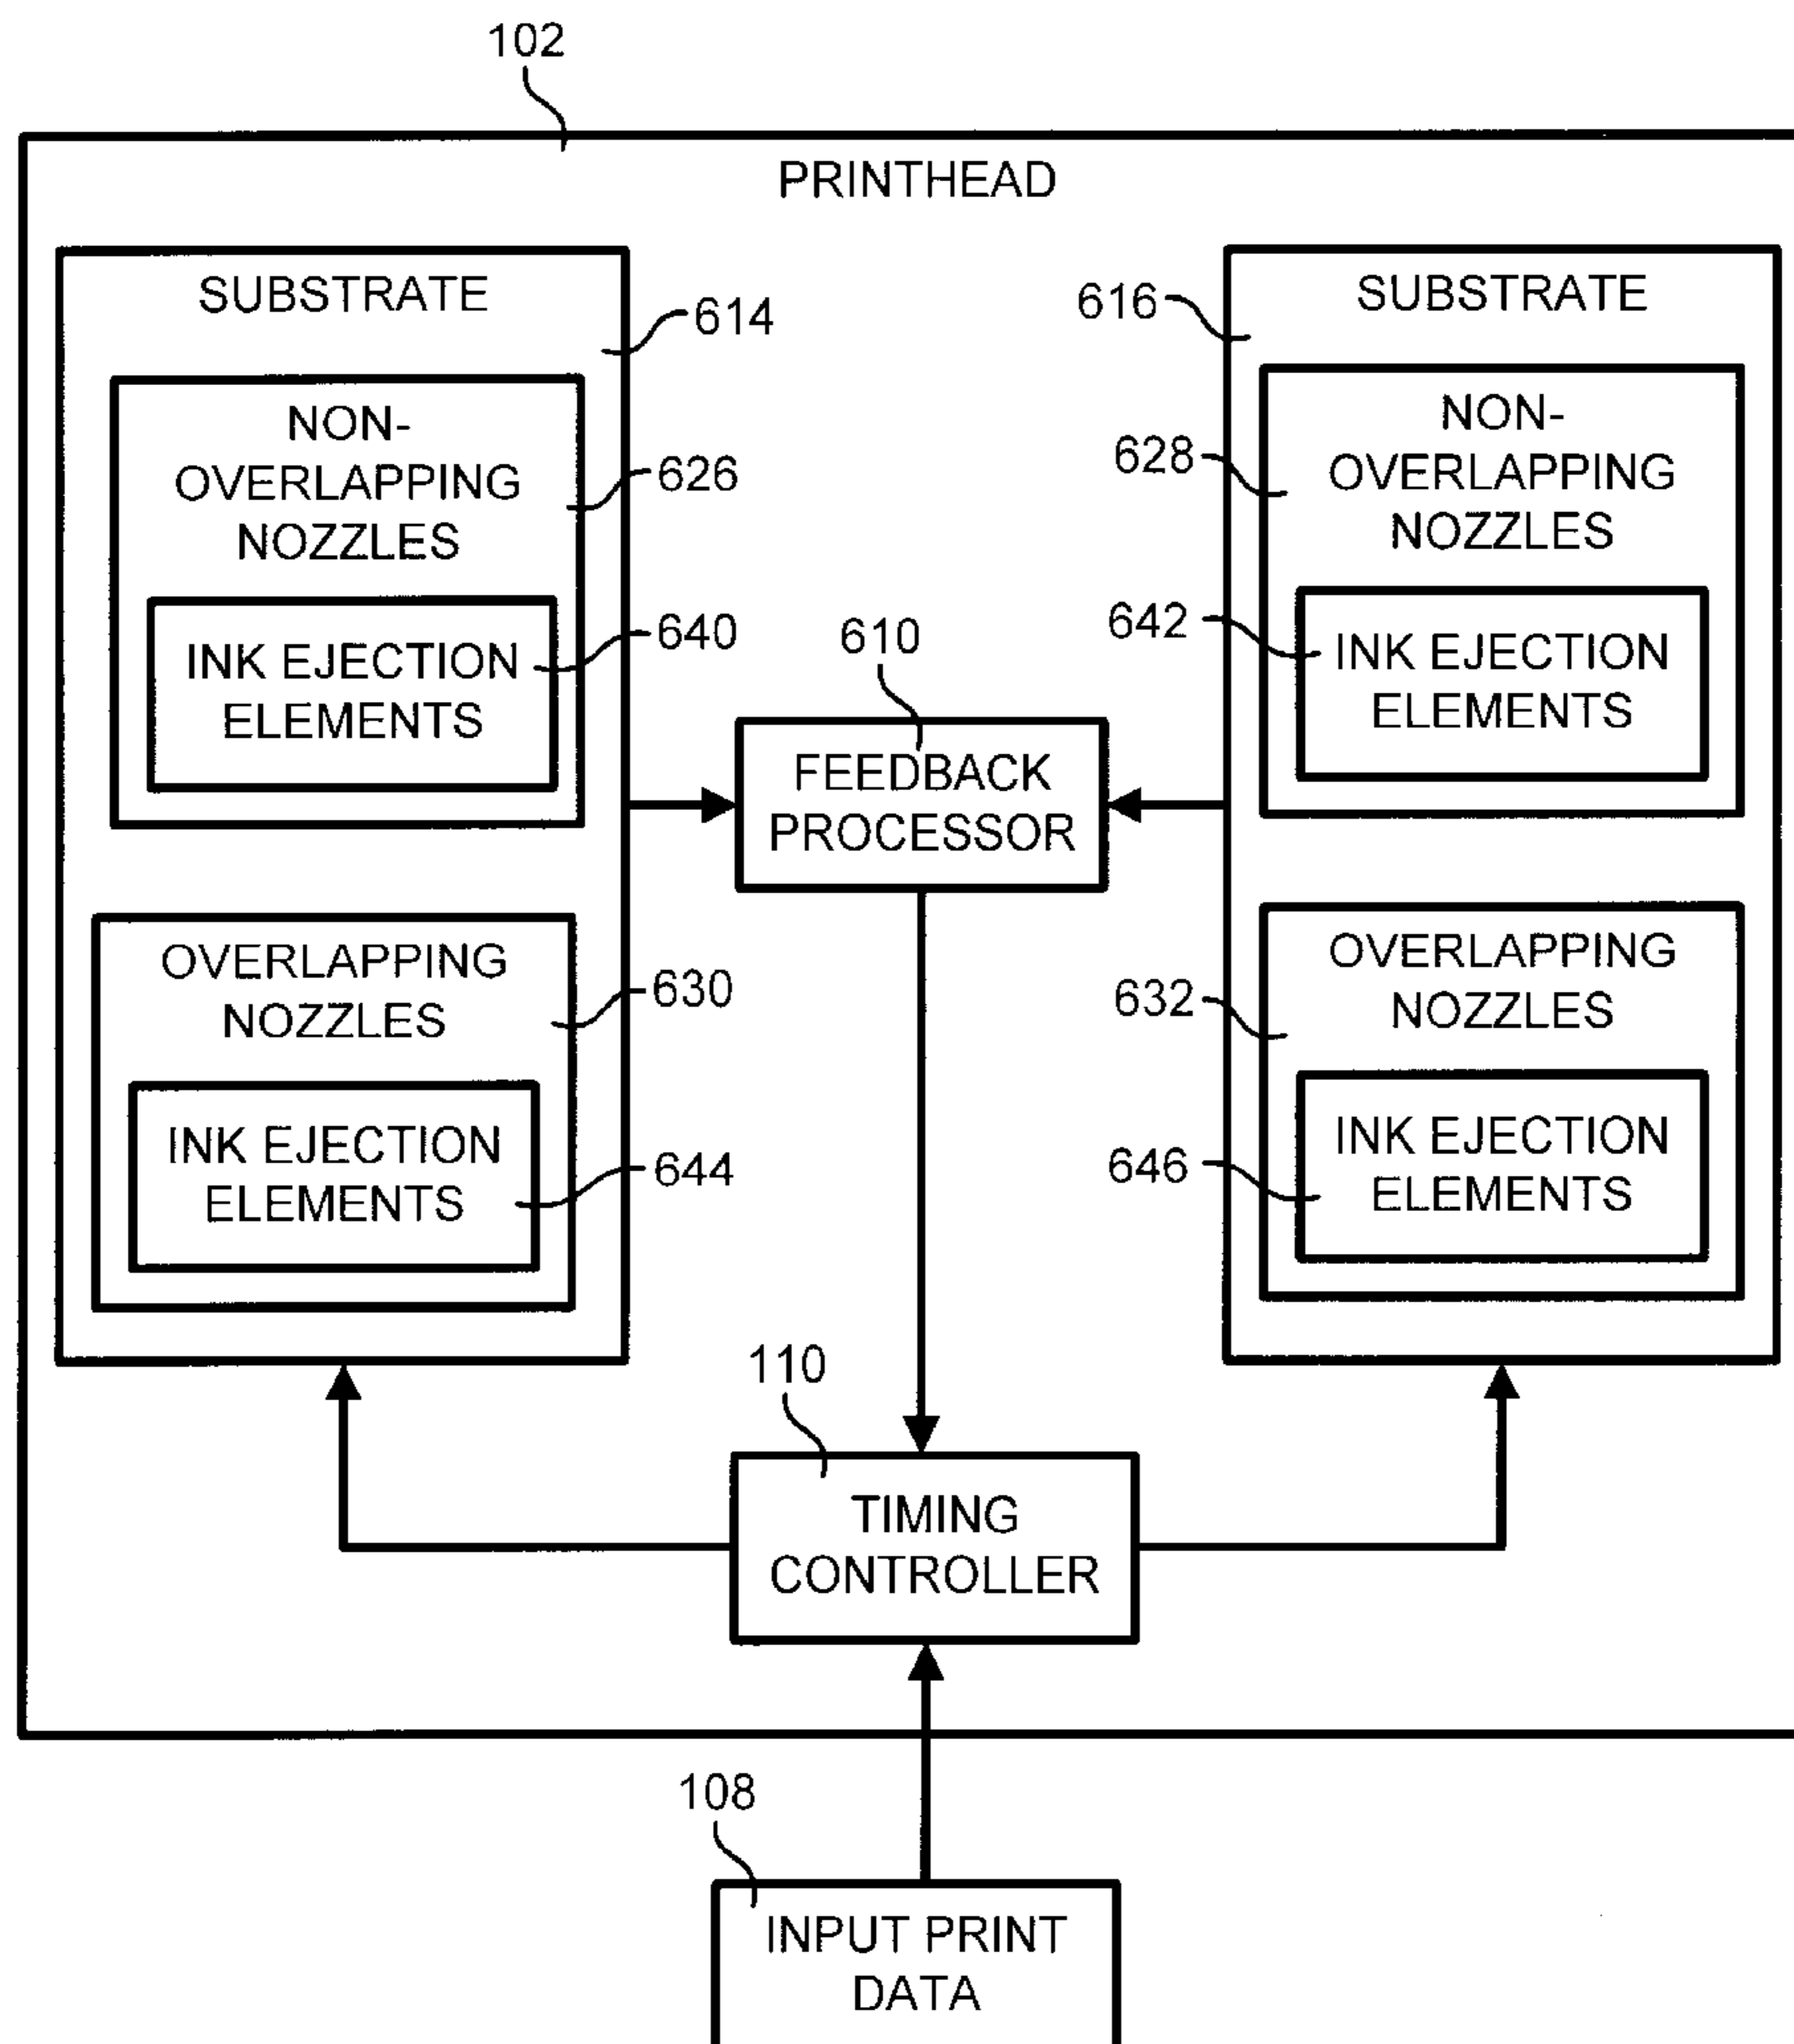 102
PRINTHEAD
SUBSTRATE
614
NON-
OVERLAPPING
NOZZLES
626
INK EJECTION
ELEMENTS
640
OVERLAPPING
NOZZLES
630
INK EJECTION
ELEMENTS
644
610
FEEDBACK
PROCESSOR
616
SUBSTRATE
628
NON-
OVERLAPPING
NOZZLES
642
INK EJECTION
ELEMENTS
632
OVERLAPPING
NOZZLES
646
INK EJECTION
ELEMENTS
110
TIMING
CONTROLLER
108
INPUT PRINT
DATA